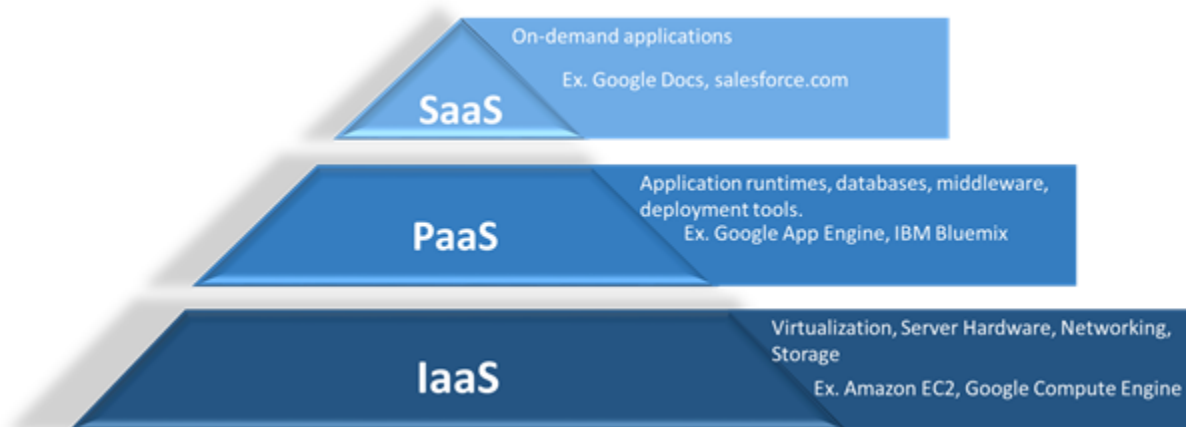 On-demand applications
Ex. Google Docs, salesforce.com
SaaS
Application runtimes, databases, middleware,
deployment tools.
Ex. Google App Engine, IBM Bluemix
PaaS
Virtualization, Server Hardware, Networking,
Storage
Ex. Amazon EC2, Google Compute Engine
IaaS